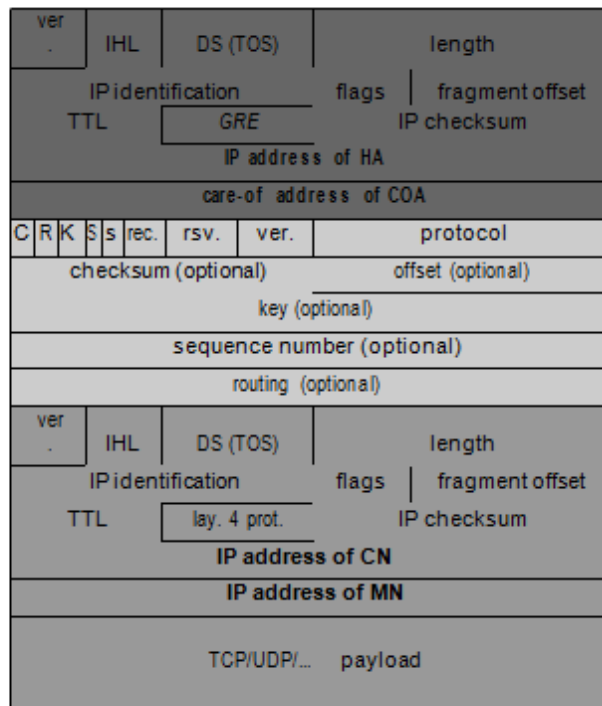 ver
. IHL DS (TOS) length
IP identification flags fragment offset
TTL GRE IP checksum
IP address of HA
care-of address of COA
C R K S s rec. rsv. ver. protocol
checksum (optional) offset (optional)
key (optional)
sequence number (optional)
routing (optional)
ver
. IHL DS (TOS) length
IP identification flags fragment offset
TTL lay. 4 prot. IP checksum
IP address of CN
IP address of MN
TCP/UDP/... payload